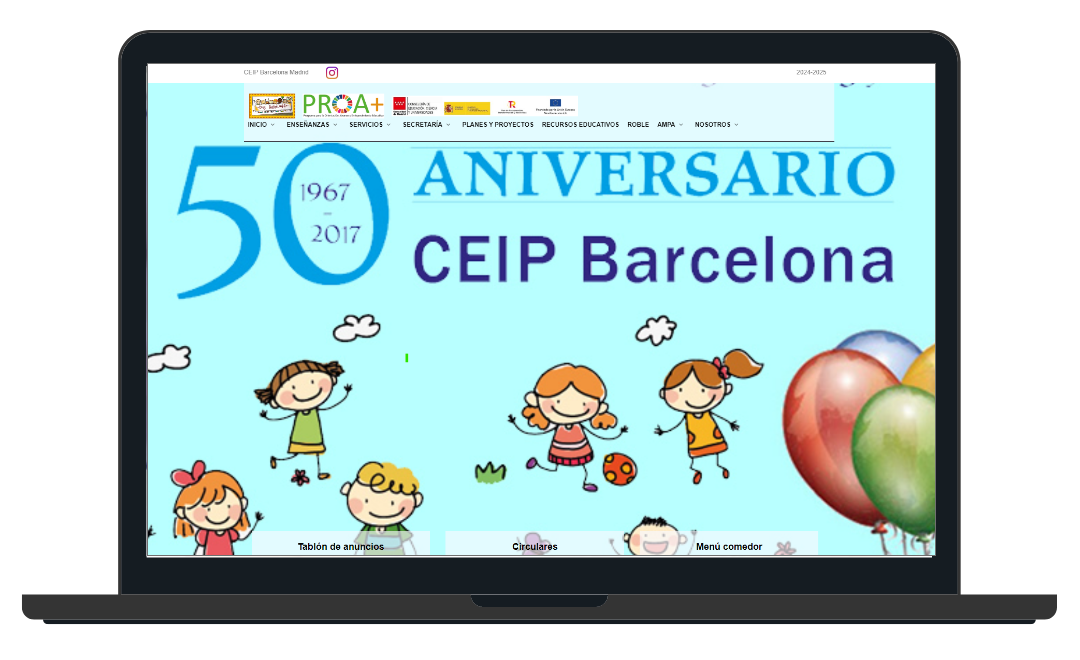 CEIP Barcelona Madrid
2024-2025
PROA+
INICIO ENSEÑANZAS SERVICIOS SECRETARÍA PLANES Y PROYECTOS RECURSOS EDUCATIVOS ROBLE AMPA NOSOTROS
50 ANIVERSARIO
1967
-
2017
CEIP Barcelona
Tablón de anuncios
Circulares
Menú comedor